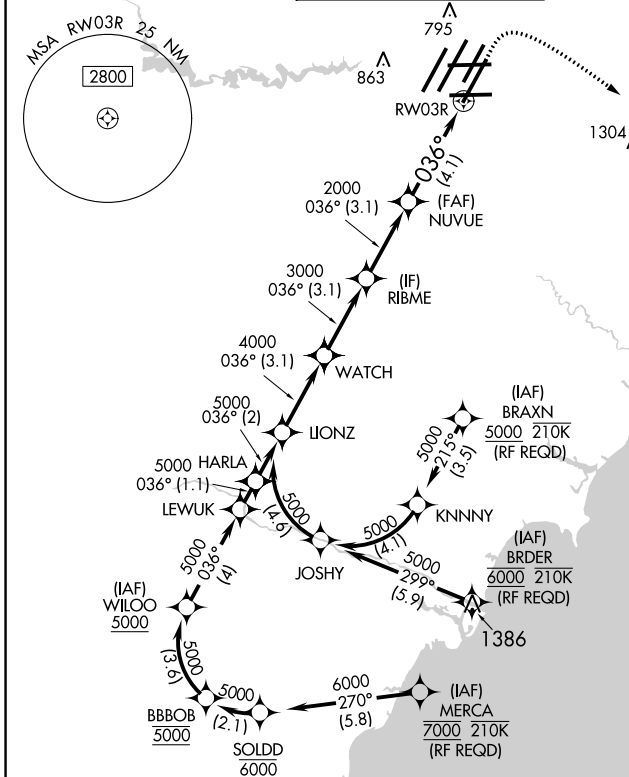 MSA RW03R 25 NM
2800
795
863
RW03R
1304
036°
(4.1)
2000
036° (3.1)
(FAF)
NUVUE
3000
036° (3.1)
(IF)
RIBME
4000
036° (3.1)
WATCH
5000
036° (2)
LIONZ
(IAF)
BRAXN
5000 210K
(RF REQD)
5000
215°
(3.5)
HARLA
5000
036° (1.1)
LEWUK
5000
(4.6)
KNNNY
5000
(4.1)
JOSHY
5000
299°
(5.9)
(IAF)
BRDER
6000 210K
(RF REQD)
1386
5000
036°
(4)
(IAF)
WILOO
5000
5000
(3.6)
BBBOB
5000
5000
(2.1)
SOLDD
6000
6000
270°
(5.8)
(IAF)
MERCA
7000 210K
(RF REQD)